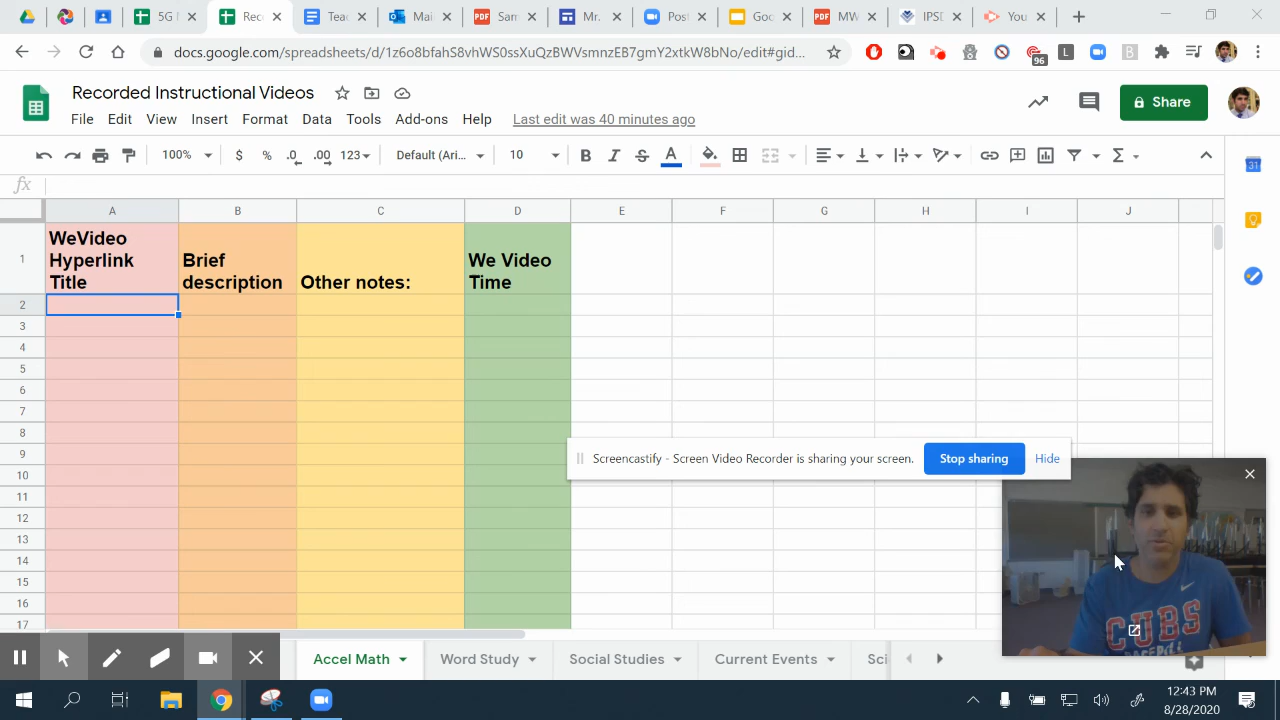 5G
Rec
Tea
Mai
Sam
Mr.
Post
Goo
MW
IPSD
You
docs.google.com/spreadsheets/d/1z6o8bfahS8vhWS0ssXuQzBWVsmnzEB7gmY2xtkW8bNo/edit#gid...
96
L
B
Recorded Instructional Videos
Share
File Edit View Insert Format Data Tools Add-ons Help Last edit was 40 minutes ago
100% $ % .0 .00 123 Default (Ari... 10 B I S A Σ
fx
31
A B C D E F G H I J
1
WeVideo
Hyperlink
Title
Brief
description
Other notes:
We Video
Time
2
3
4
5
6
7
8
9
10
11
12
13
14
15
16
17
Screencastify - Screen Video Recorder is sharing your screen.
Stop sharing
Hide
CUBS
Accel Math
Word Study
Social Studies
Current Events
Sci
12:43 PM
8/28/2020